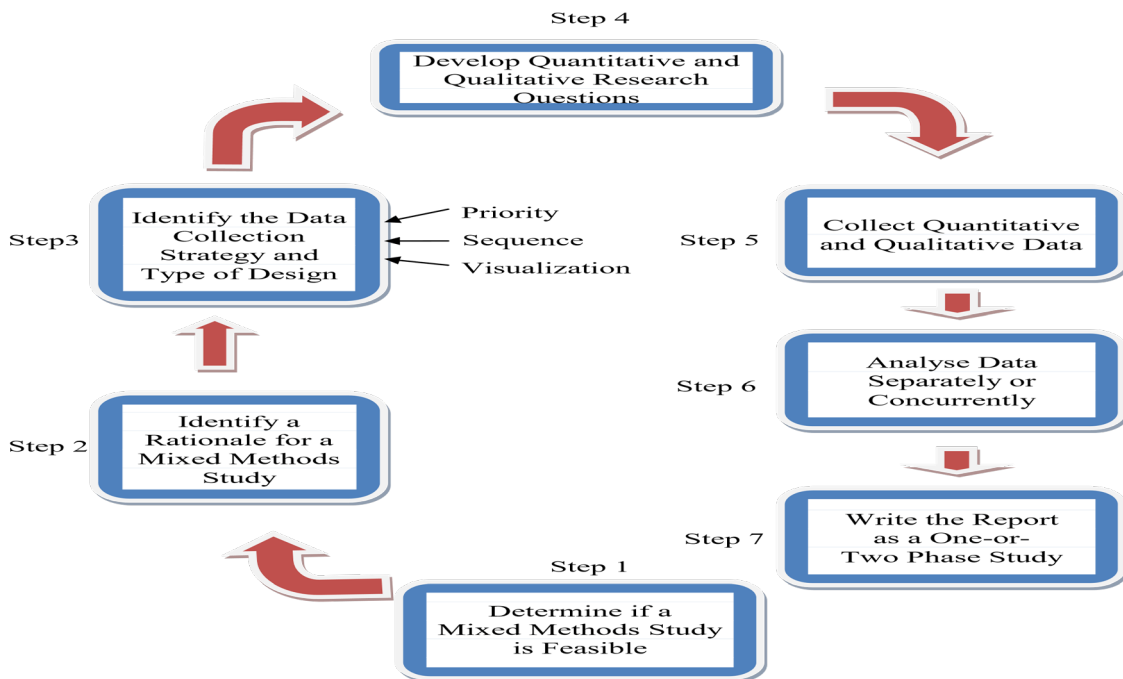 Step 4
Develop Quantitative and
Qualitative Research
Questions
Step3
Identify the Data
Collection
Strategy and
Type of Design
Priority
Sequence
Visualization
Step 5
Collect Quantitative
and Qualitative Data
Step 6
Analyse Data
Separately or
Concurrently
Step 2
Identify a
Rationale for a
Mixed Methods
Study
Step 7
Write the Report
as a One-or-
Two Phase Study
Step 1
Determine if a
Mixed Methods Study
is Feasible